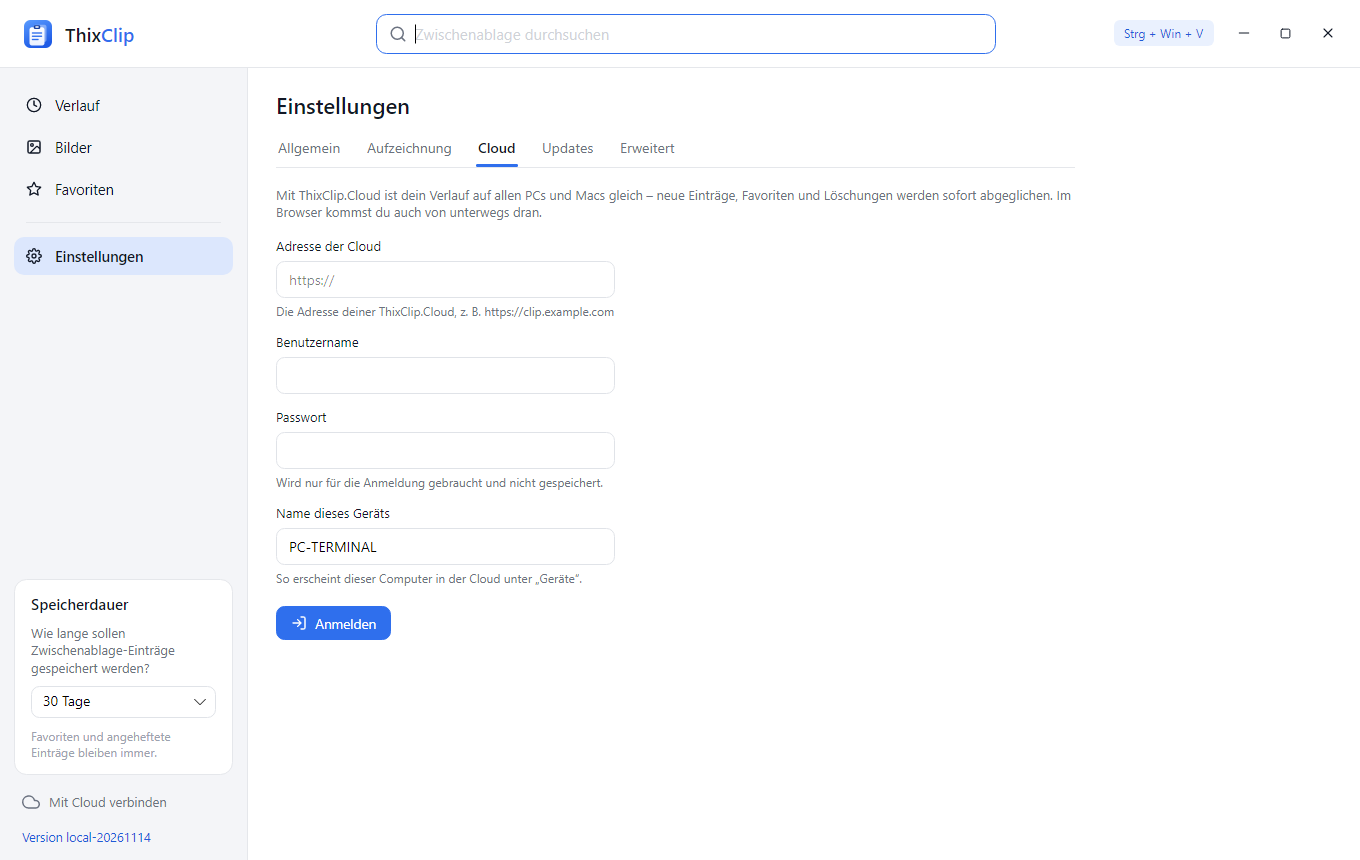 ThixClip
Zwischenablage durchsuchen
Strg + Win + V
Verlauf
Bilder
Favoriten
Einstellungen
Einstellungen
Allgemein
Aufzeichnung
Cloud
Updates
Erweitert
Mit ThixClip.Cloud ist dein Verlauf auf allen PCs und Macs gleich – neue Einträge, Favoriten und Löschungen werden sofort abgeglichen. Im
Browser kommst du auch von unterwegs dran.
Adresse der Cloud
https://
Die Adresse deiner ThixClip.Cloud, z. B. https://clip.example.com
Benutzername
Passwort
Wird nur für die Anmeldung gebraucht und nicht gespeichert.
Name dieses Geräts
PC-TERMINAL
So erscheint dieser Computer in der Cloud unter „Geräte“.
Anmelden
Speicherdauer
Wie lange sollen
Zwischenablage-Einträge
gespeichert werden?
30 Tage
Favoriten und angeheftete
Einträge bleiben immer.
Mit Cloud verbinden
Version local-20261114